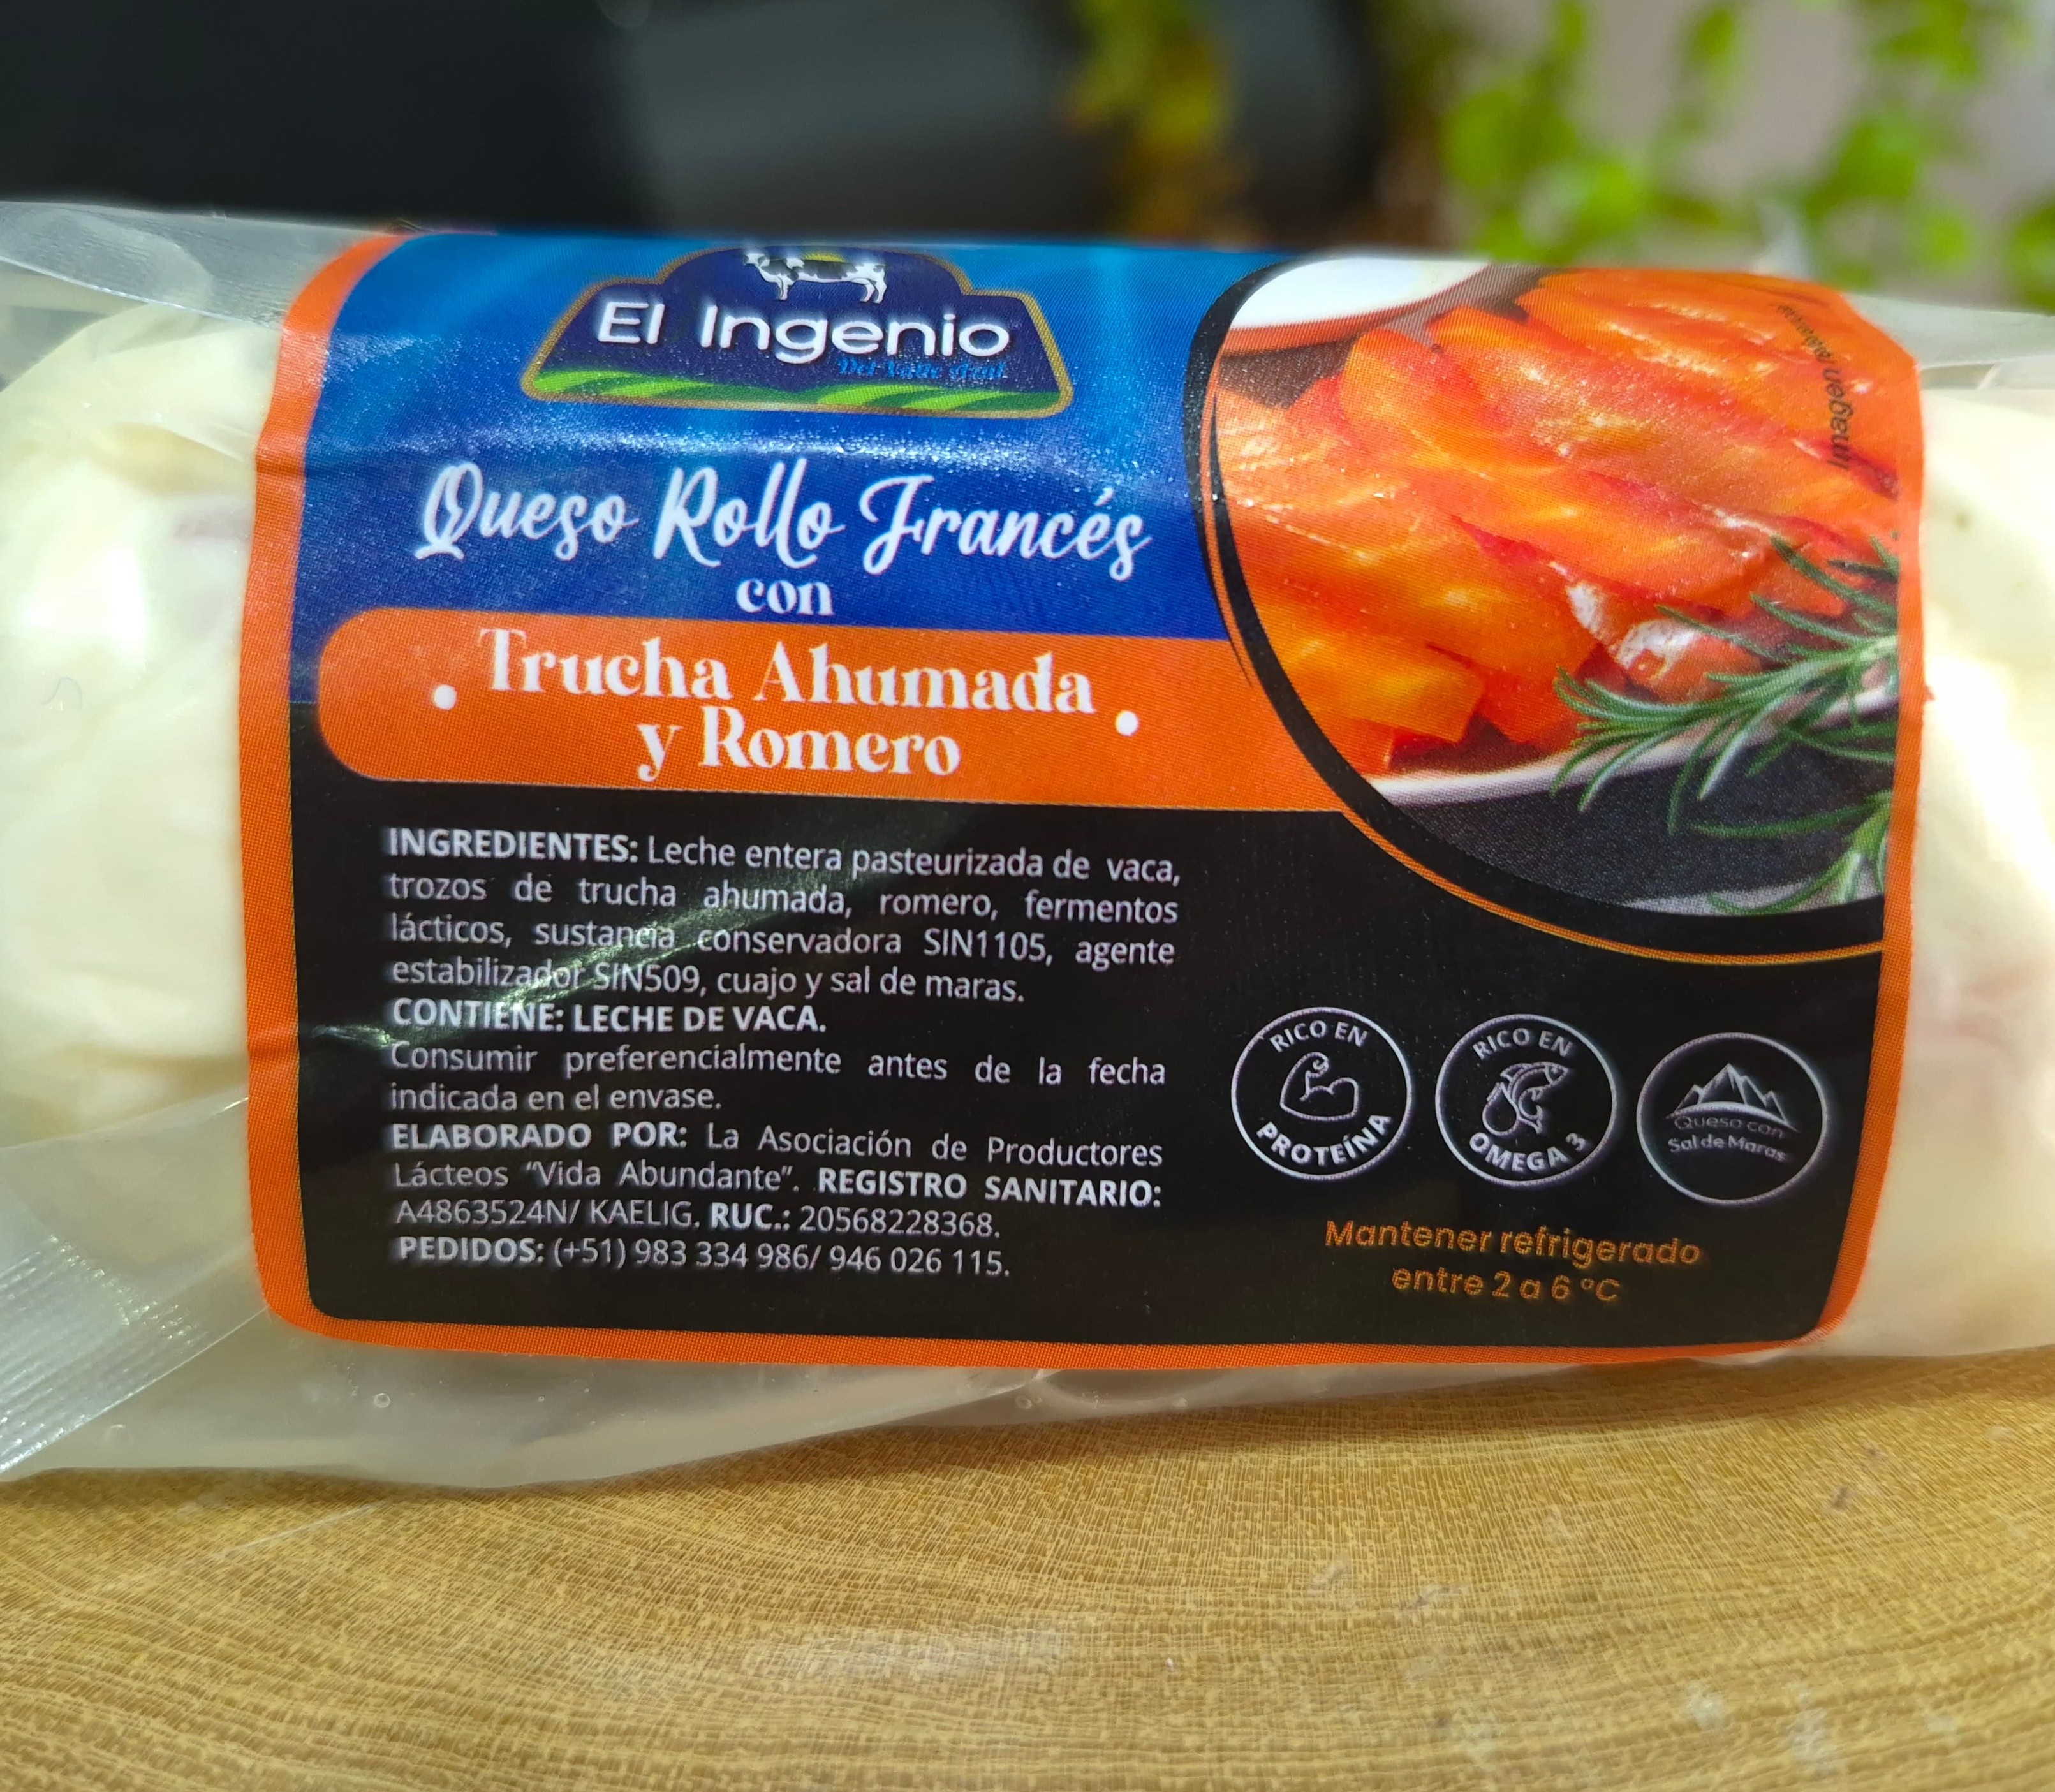 El Ingenio
Del Valle
Queso Rollo Francés
con
Trucha Ahumada
y Romero
Imagen referencial
INGREDIENTES: Leche entera pasteurizada de vaca,
trozos de trucha ahumada, romero, fermentos
lácticos, sustancia conservadora SIN1105, agente
estabilizador SIN509, cuajo y sal de maras.
CONTIENE: LECHE DE VACA.
Consumir preferencialmente antes de la fecha
indicada en el envase.
ELABORADO POR: La Asociación de Productores
Lácteos “Vida Abundante”. REGISTRO SANITARIO:
A4863524N/ KAELIG. RUC.: 20568228368.
PEDIDOS: (+51) 983 334 986/ 946 026 115.
RICO EN
PROTEÍNA
RICO EN
OMEGA 3
Queso con
Sal de Maras
Mantener refrigerado
entre 2 a 6 °C